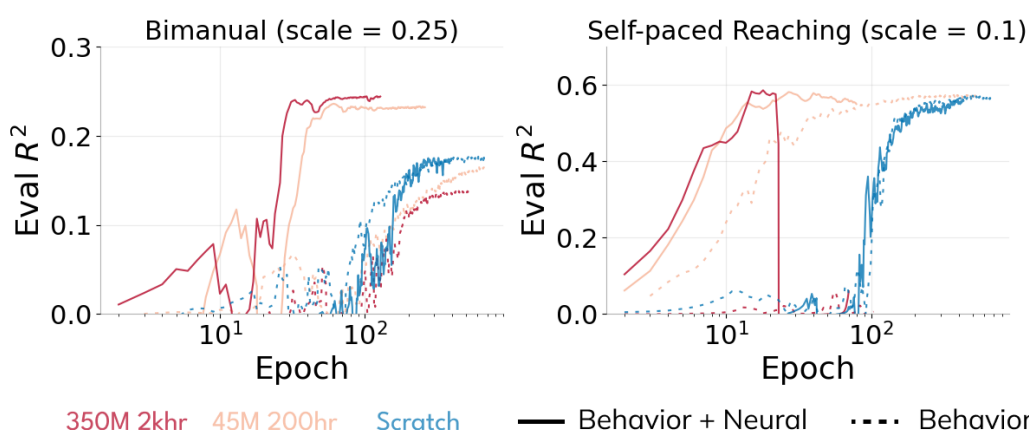 Bimanual (scale = 0.25)
Self-paced Reaching (scale = 0.1)
0.3
0.2
0.1
0.0
Eval R²
10¹
10²
Epoch
0.6
0.4
0.2
0.0
Eval R²
10¹
10²
Epoch
350M 2khr 45M 200hr Scratch Behavior + Neural Behavior